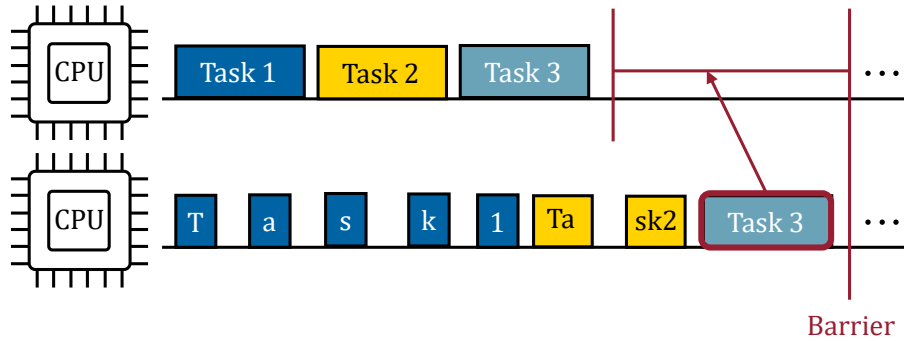 CPU Task 1 Task 2 Task 3 ...
CPU T a s k 1 Ta sk2 Task 3 ...
Barrier